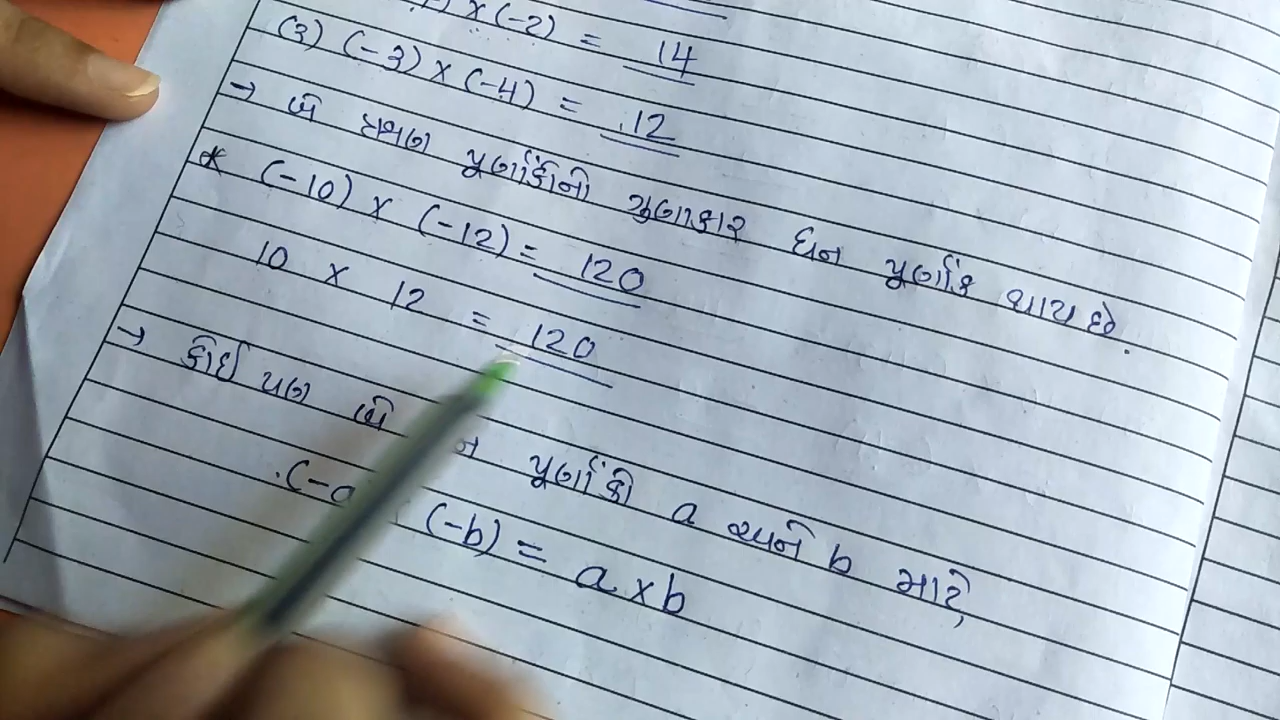 × (-2) = 14
(3) (-3) × (-4) = 12
→ બે ઋણ પૂર્ણાંકોનો ગુણાકાર ધન પૂર્ણાંક થાય છે.
* (-10) × (-12) = 120
10 × 12 = 120
→ કોઈ પણ બે પૂર્ણાંકો a અને b માટે,
(-b) = a × b